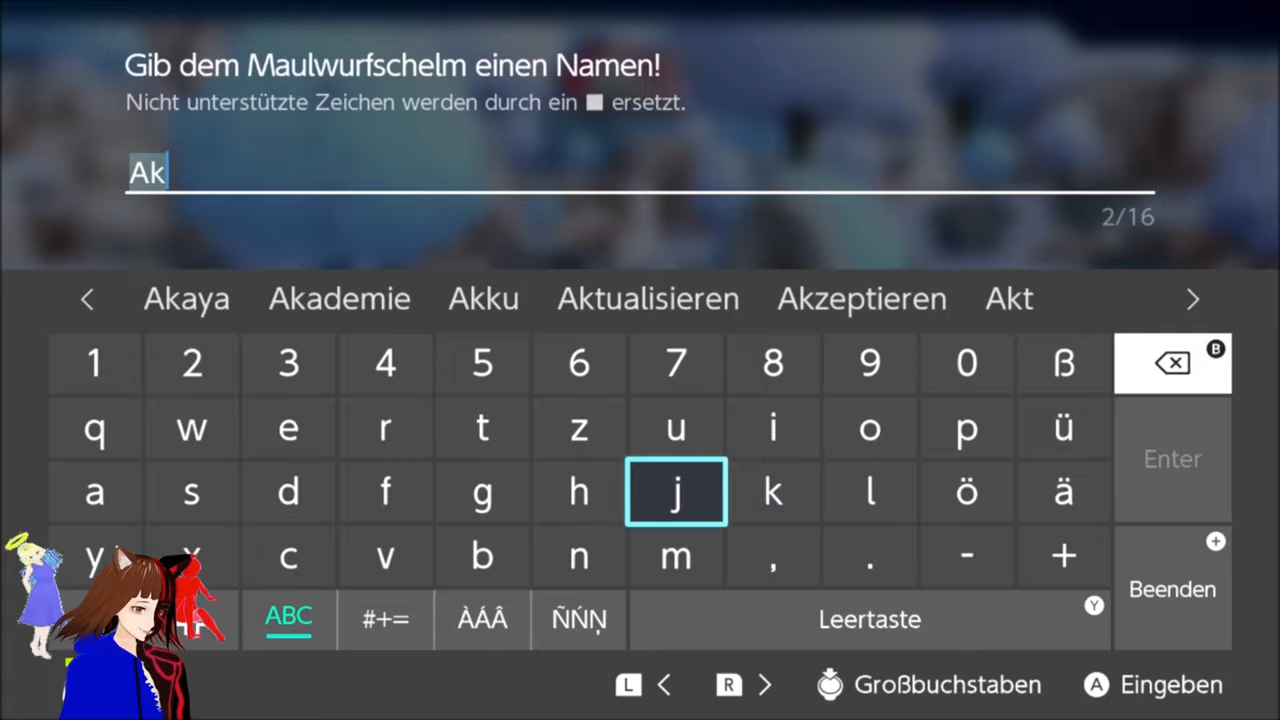 Gib dem Maulwurfschelm einen Namen!
Nicht unterstützte Zeichen werden durch ein ■ ersetzt.
Ak
2/16
< Akaya Akademie Akku Aktualisieren Akzeptieren Akt >
1 2 3 4 5 6 7 8 9 0 ß B
q w e r t z u i o p ü
Enter
a s d f g h j k l ö ä
y x c v b n m , . - + +
Beenden
ABC #+= ÀÁÂ ÑŃŅ Leertaste Y
L < R > Großbuchstaben A Eingeben